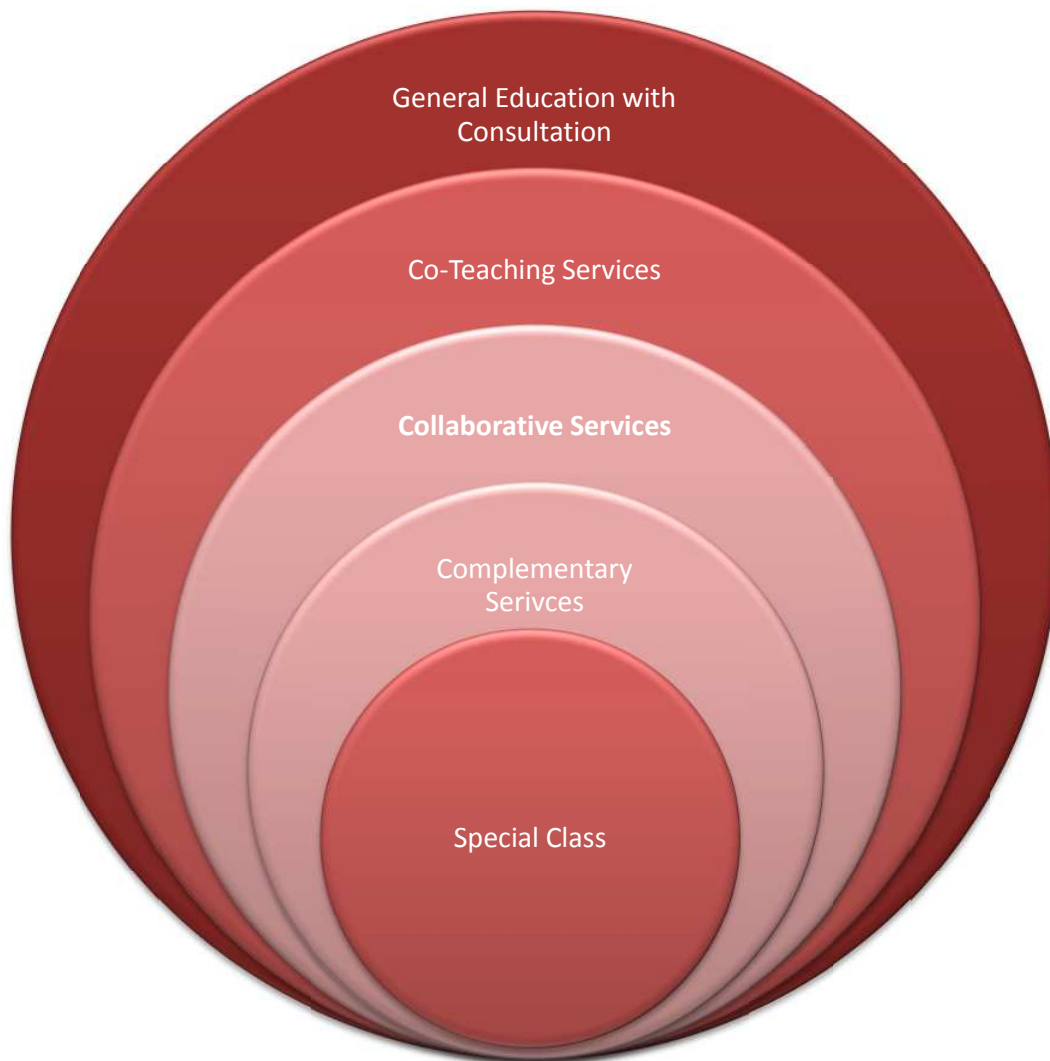 General Education with
Consultation
Co-Teaching Services
Collaborative Services
Complementary
Serivces
Special Class